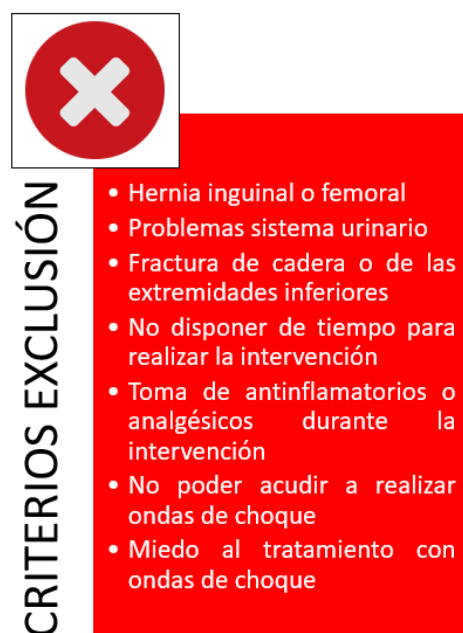 CRITERIOS EXCLUSIÓN
• Hernia inguinal o femoral
• Problemas sistema urinario
• Fractura de cadera o de las
extremidades inferiores
• No disponer de tiempo para
realizar la intervención
• Toma de antinflamatorios o
analgésicos durante la
intervención
• No poder acudir a realizar
ondas de choque
• Miedo al tratamiento con
ondas de choque